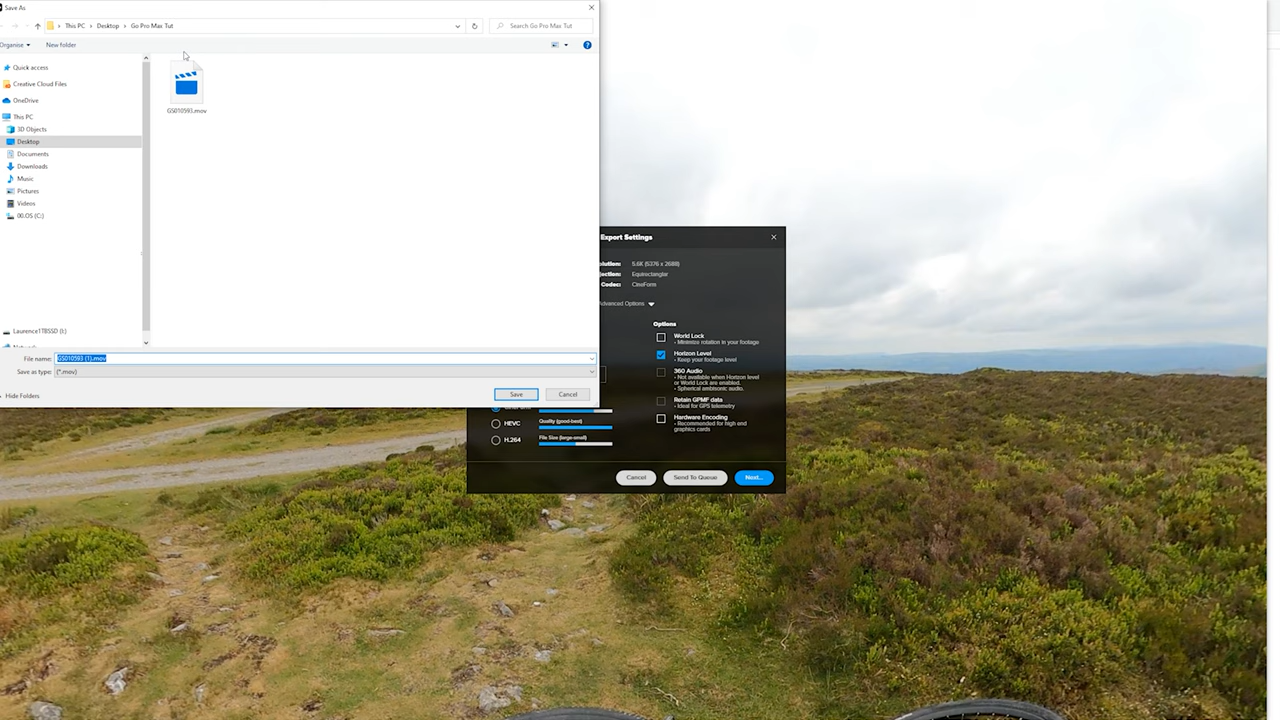 Save As
This PC > Desktop > Go Pro Max Tut
Search Go Pro Max Tut
Organise
New folder
Quick access
Creative Cloud Files
OneDrive
This PC
3D Objects
Desktop
Documents
Downloads
Music
Pictures
Videos
00.OS (C:)
Laurence1TBSSD (I:)
GS010593.mov
File name: GS010593 (1).mov
Save as type: (*.mov)
Hide Folders
Save
Cancel
Export Settings
5.6K (5376 x 2688)
Equirectanglar
Codec: CineForm
Advanced Options
Options
World Lock
- Minimize rotation in your footage
Horizon Level
- Keep your footage level
360 Audio
- Not available when Horizon level
or World Lock are enabled.
- Spherical ambisonic audio.
Retain GPMF data
- Ideal for GPS telemetry
Hardware Encoding
- Recommended for high end
graphics cards
HEVC
H.264
Quality (good-best)
File Size (large-small)
Cancel
Send To Queue
Next...